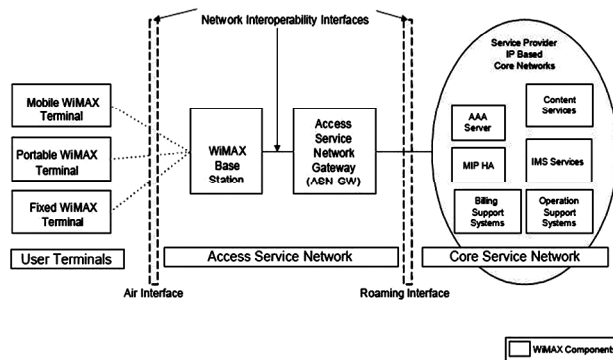 Network Interoperability Interfaces
Mobile WiMAX
Terminal
Portable WiMAX
Terminal
Fixed WiMAX
Terminal
User Terminals
WiMAX
Base
Station
Access
Service
Network
Gateway
(ASN GW)
Access Service Network
Air Interface
Roaming Interface
Service Provider
IP Based
Core Networks
AAA
Server
Content
Services
MIP HA
IMS Services
Billing
Support
Systems
Operation
Support
Systems
Core Service Network
WiMAX Components